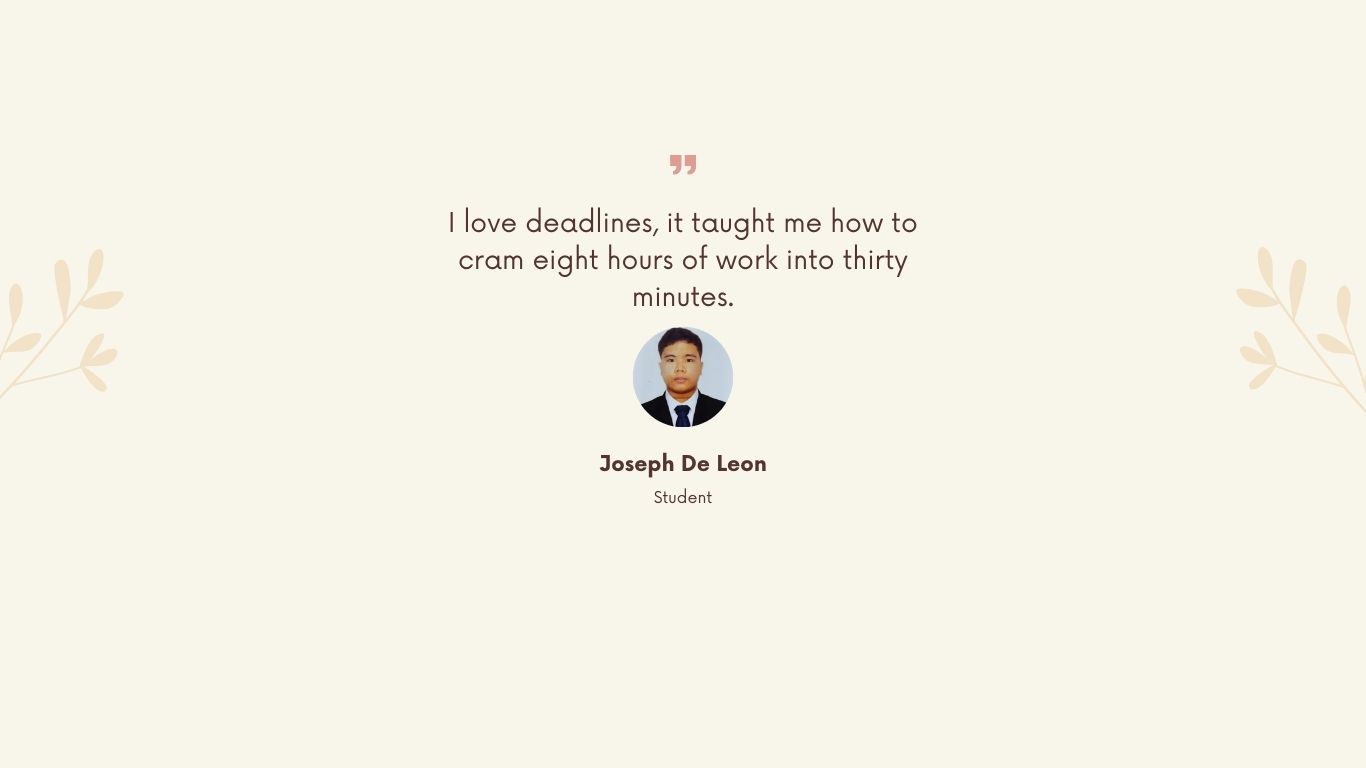 ”
I love deadlines, it taught me how to
cram eight hours of work into thirty
minutes.
Joseph De Leon
Student